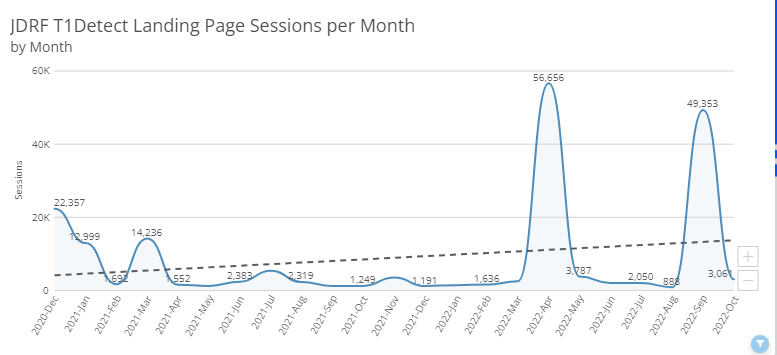 JDRF T1Detect Landing Page Sessions per Month
by Month
Sessions
60K
40K
20K
0
22,357
12,999
14,236
2,383
2,319
1,249
1,191
1,636
56,656
3,787
2,050
888
49,353
3,061
2020-Dec
2021-Jan
2021-Feb
2021-Mar
2021-Apr
2021-May
2021-Jun
2021-Jul
2021-Aug
2021-Sep
2021-Oct
2021-Nov
2021-Dec
2022-Jan
2022-Feb
2022-Mar
2022-Apr
2022-May
2022-Jun
2022-Jul
2022-Aug
2022-Sep
2022-Oct